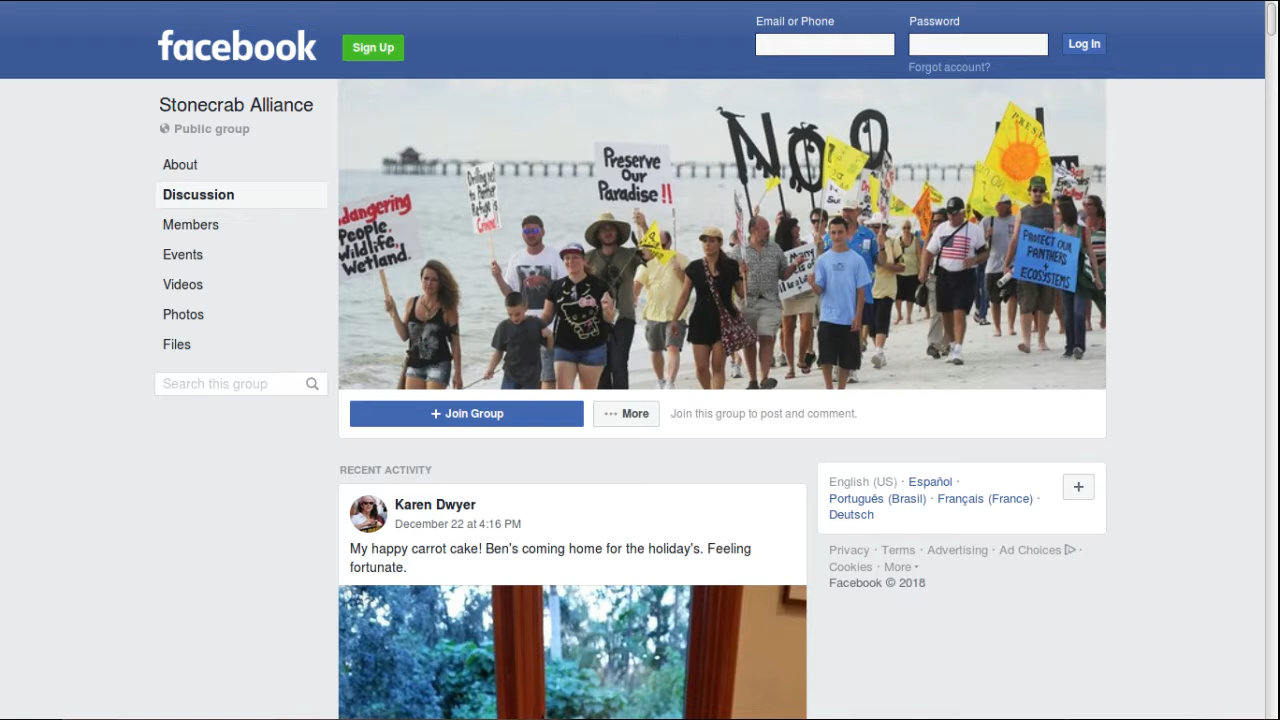 Email or Phone
Password
facebook
Sign Up
Log In
Forgot account?
Stonecrab Alliance
Public group
About
Discussion
Members
Events
Videos
Photos
Files
Search this group
Endangering
People,
Wildlife,
Wetland.
Preserve
Our
Paradise!!
NO
PROTECT OUR
PANTHERS
+
ECOSYSTEMS
+ Join Group
··· More
Join this group to post and comment.
RECENT ACTIVITY
Karen Dwyer
December 22 at 4:16 PM
My happy carrot cake! Ben's coming home for the holiday's. Feeling
fortunate.
English (US) · Español ·
Português (Brasil) · Français (France) ·
Deutsch
+
Privacy · Terms · Advertising · Ad Choices ·
Cookies · More
Facebook © 2018